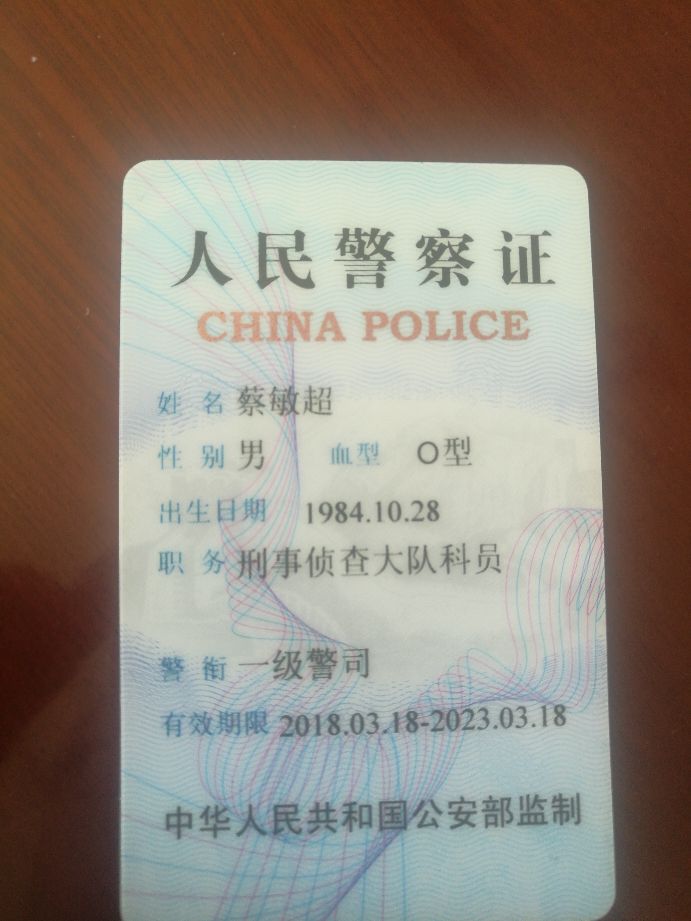 人民警察证
CHINA POLICE
姓 名 蔡敏超
性 别 男 血型 O型
出生日期 1984.10.28
职 务 刑事侦查大队科员
警 衔 一级警司
有效期限 2018.03.18-2023.03.18
中华人民共和国公安部监制